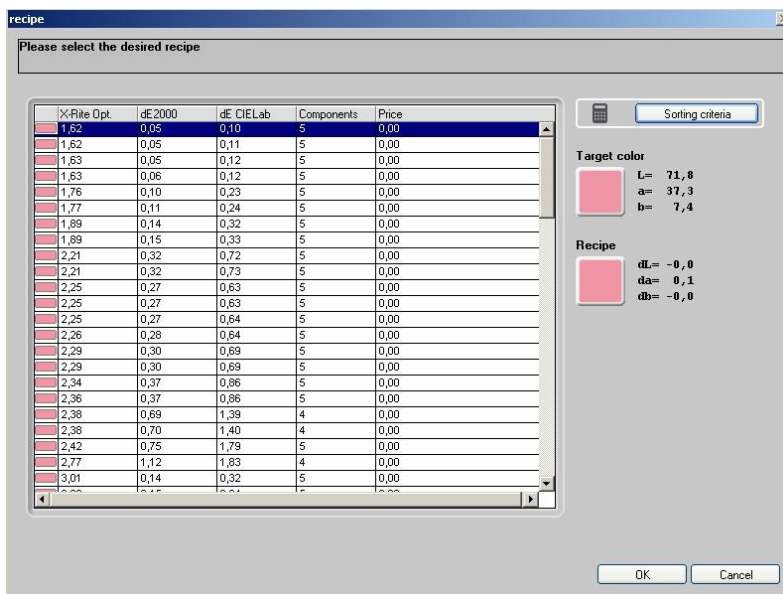 recipe
Please select the desired recipe
X-Rite Opt. dE2000 dE CIELab Components Price
1,62 0,05 0,10 5 0,00
1,62 0,05 0,11 5 0,00
1,63 0,05 0,12 5 0,00
1,63 0,06 0,12 5 0,00
1,76 0,10 0,23 5 0,00
1,77 0,11 0,24 5 0,00
1,89 0,14 0,32 5 0,00
1,89 0,15 0,33 5 0,00
2,21 0,32 0,72 5 0,00
2,21 0,32 0,73 5 0,00
2,25 0,27 0,63 5 0,00
2,25 0,27 0,63 5 0,00
2,25 0,27 0,64 5 0,00
2,26 0,28 0,64 5 0,00
2,29 0,30 0,69 5 0,00
2,29 0,30 0,69 5 0,00
2,34 0,37 0,86 5 0,00
2,36 0,37 0,86 5 0,00
2,38 0,69 1,39 4 0,00
2,38 0,70 1,40 4 0,00
2,42 0,75 1,79 5 0,00
2,77 1,12 1,83 4 0,00
3,01 0,14 0,32 5 0,00
Sorting criteria
Target color
L= 71,8
a= 37,3
b= 7,4
Recipe
dL= -0,0
da= 0,1
db= -0,0
OK Cancel